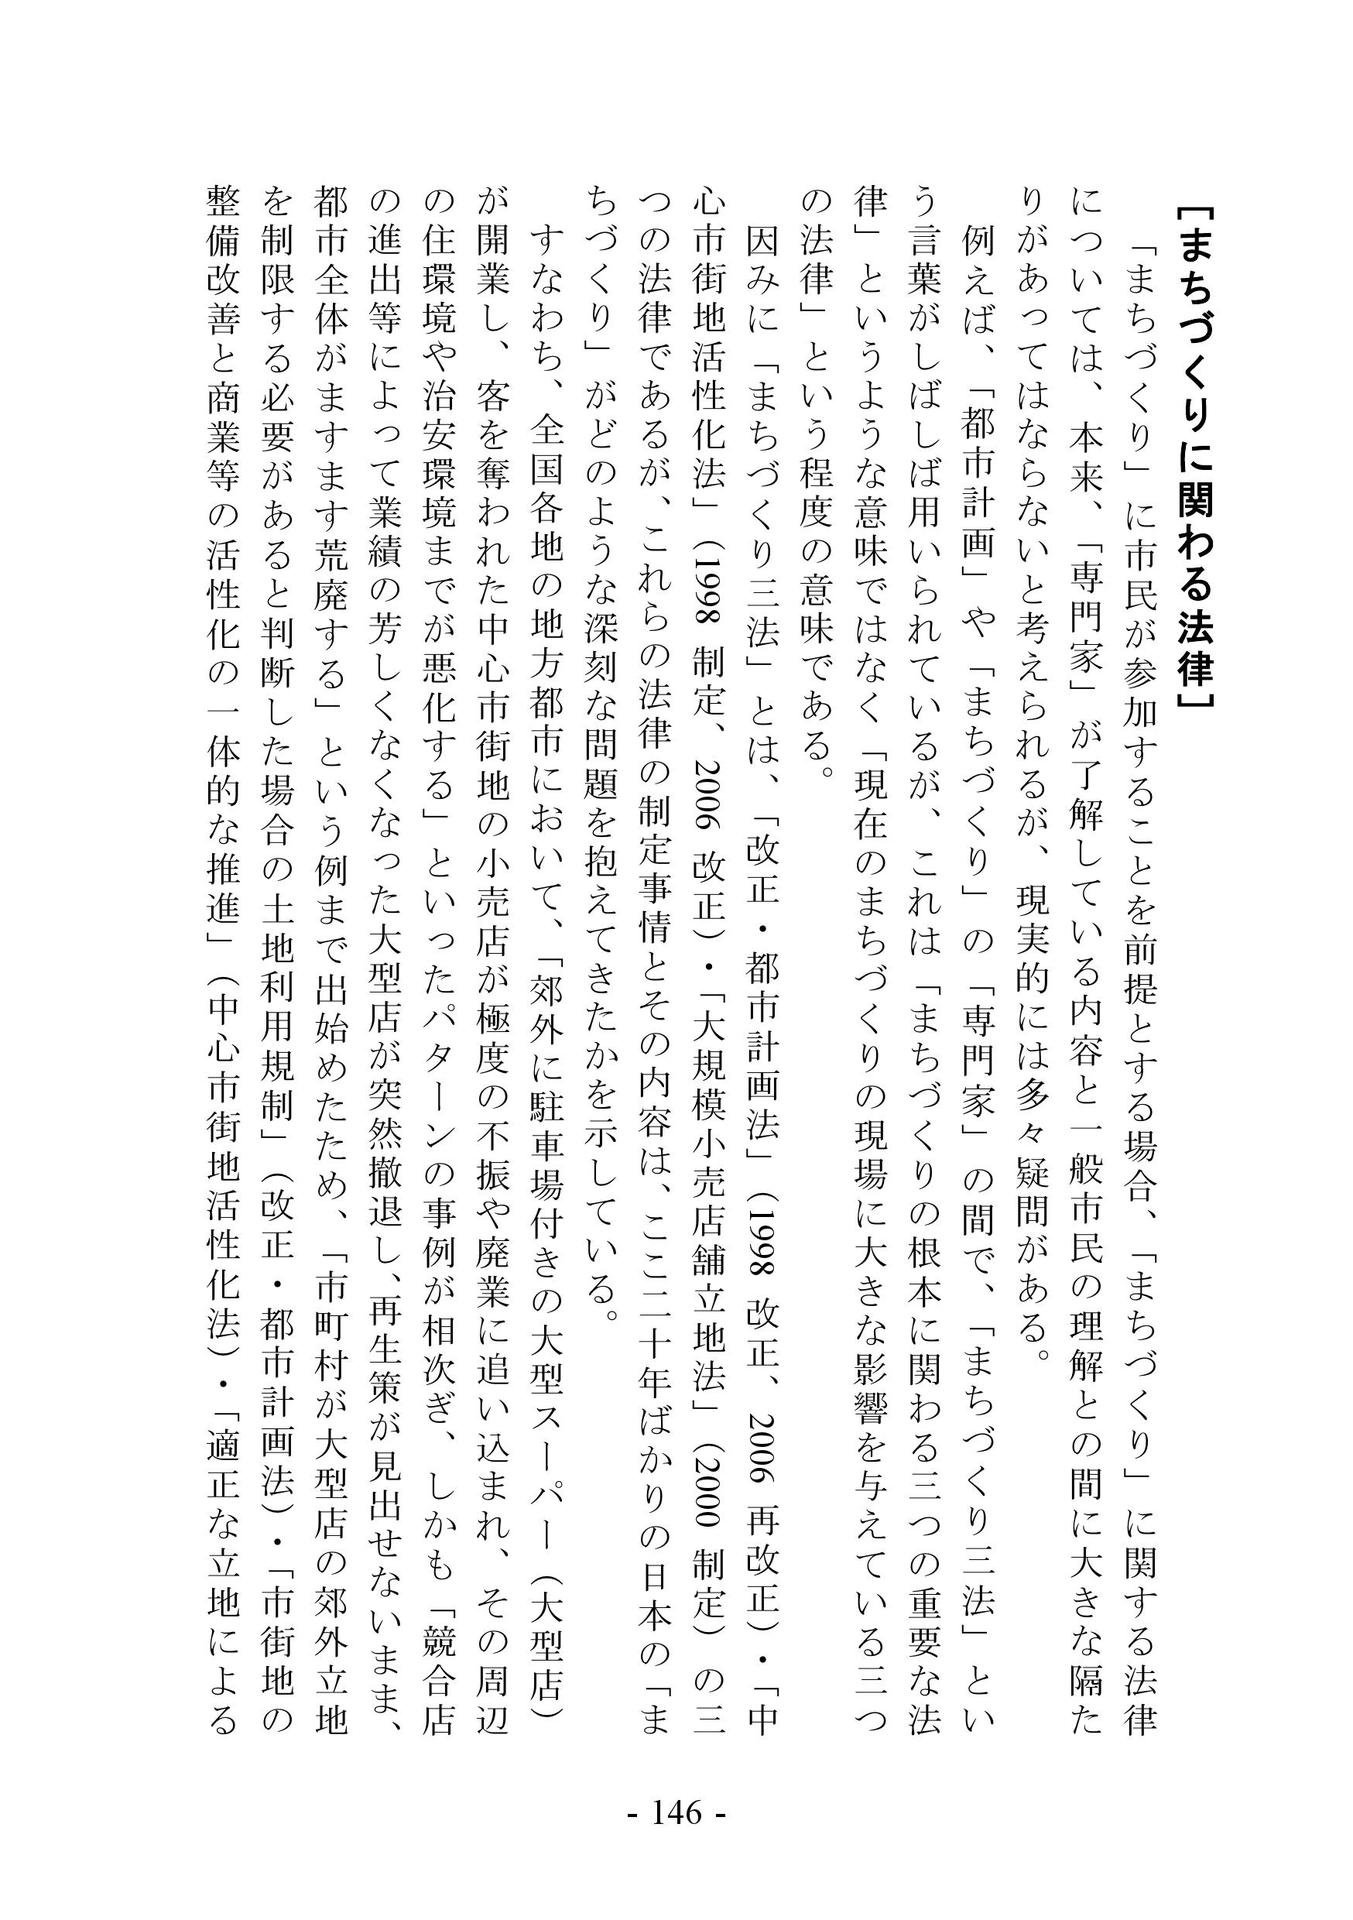 ［まちづくりに関わる法律］
「まちづくり」に市民が参加することを前提とする場合、「まちづくり」に関する法律
については、本来、「専門家」が了解している内容と一般市民の理解との間に大きな隔た
りがあってはならないと考えられるが、現実的には多々疑問がある。
例えば、「都市計画」や「まちづくり」の「専門家」の間で、「まちづくり三法」とい
う言葉がしばしば用いられているが、これは「まちづくりの根本に関わる三つの重要な法
律」というような意味ではなく「現在のまちづくりの現場に大きな影響を与えている三つ
の法律」という程度の意味である。
因みに「まちづくり三法」とは、「改正・都市計画法」（1998 改正、2006 再改正）・「中
心市街地活性化法」（1998 制定、2006 改正）・「大規模小売店舗立地法」（2000 制定）の三
つの法律であるが、これらの法律の制定事情とその内容は、ここ二十年ばかりの日本の「ま
ちづくり」がどのような深刻な問題を抱えてきたかを示している。
すなわち、全国各地の地方都市において、「郊外に駐車場付きの大型スーパー（大型店）
が開業し、客を奪われた中心市街地の小売店が極度の不振や廃業に追い込まれ、その周辺
の住環境や治安環境までが悪化する」といったパターンの事例が相次ぎ、しかも「競合店
の進出等によって業績の芳しくなくなった大型店が突然撤退し、再生策が見出せないまま、
都市全体がますます荒廃する」という例まで出始めたため、「市町村が大型店の郊外立地
を制限する必要があると判断した場合の土地利用規制」（改正・都市計画法）・「市街地の
整備改善と商業等の活性化の一体的な推進」（中心市街地活性化法）・「適正な立地による
- 146 -